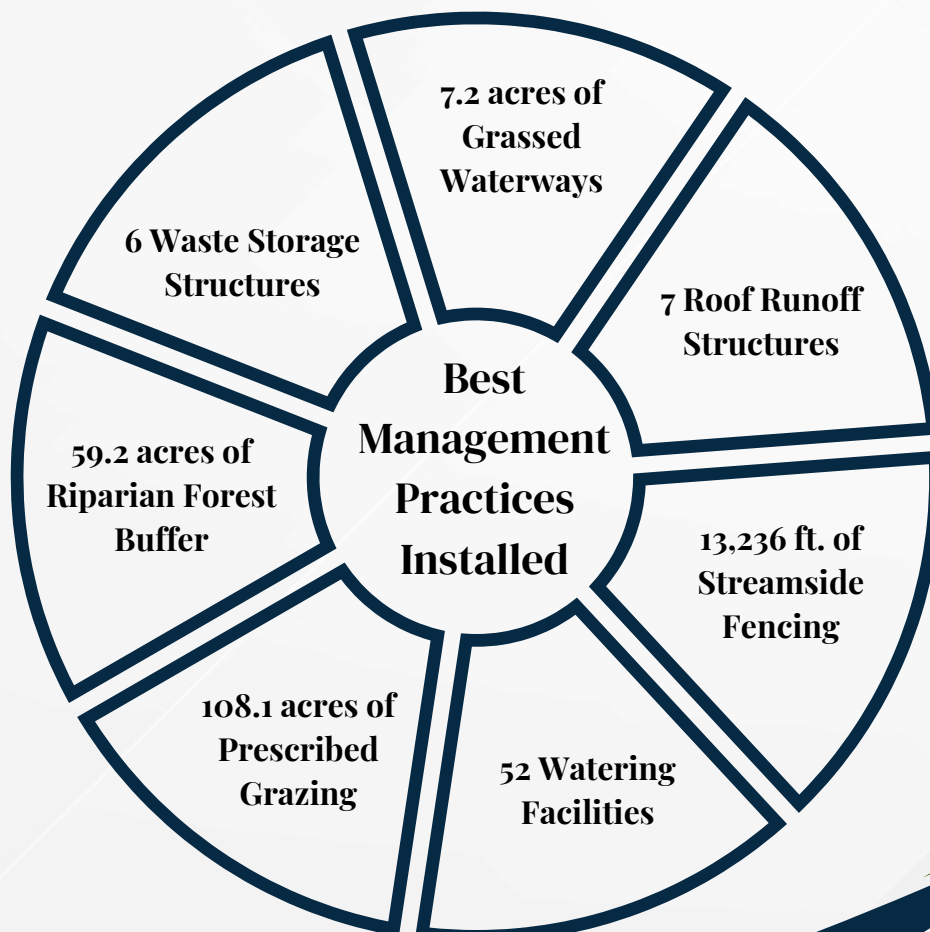 7.2 acres of
Grassed
Waterways
7 Roof Runoff
Structures
13,236 ft. of
Streamside
Fencing
52 Watering
Facilities
108.1 acres of
Prescribed
Grazing
59.2 acres of
Riparian Forest
Buffer
6 Waste Storage
Structures
Best
Management
Practices
Installed